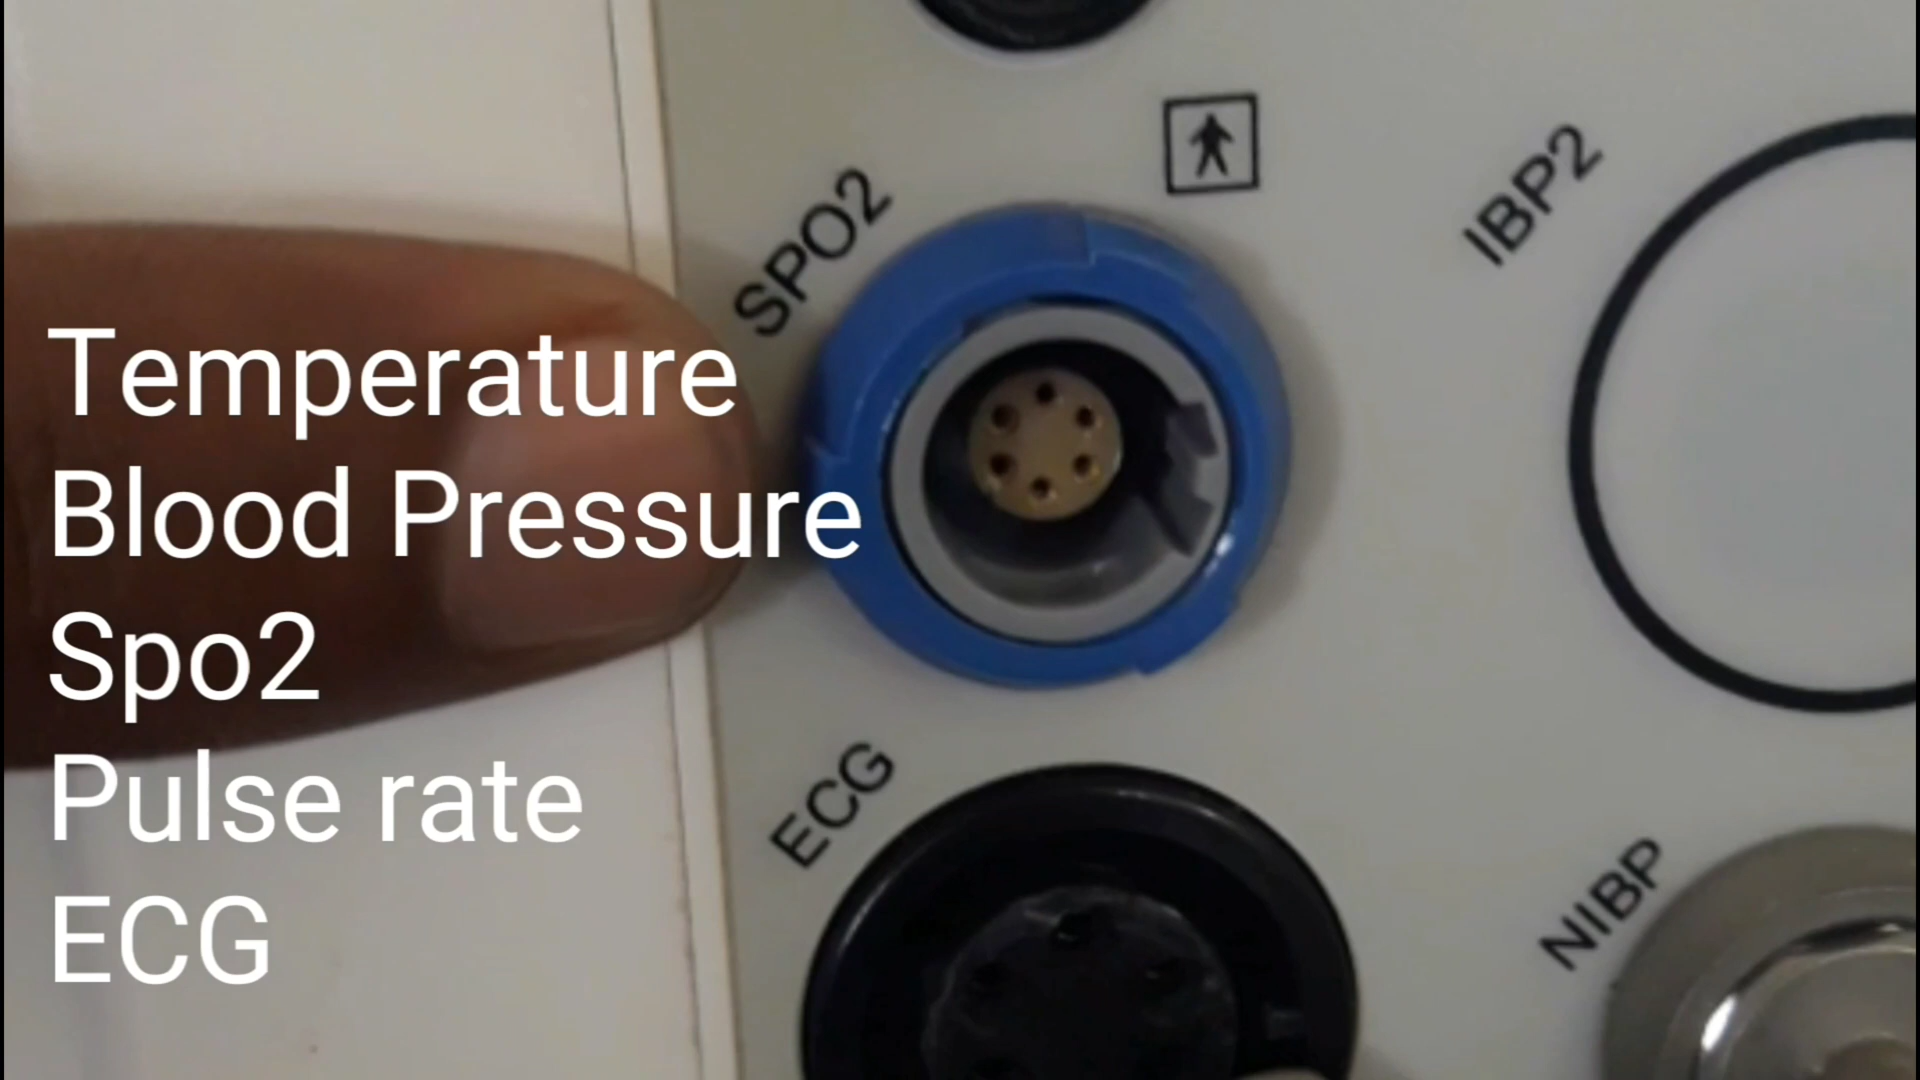 SPO2
IBP2
Temperature
Blood Pressure
Spo2
Pulse rate
ECG
ECG
NIBP